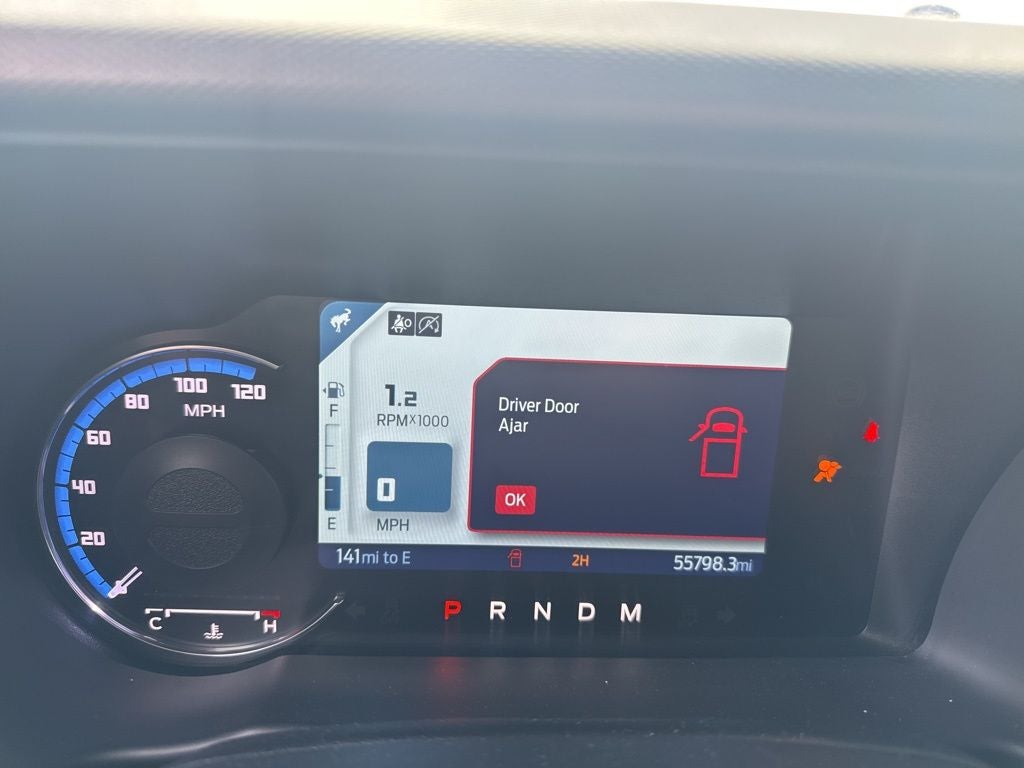 120
100
80
MPH
60
40
20
C
H
F
E
1.2
RPMX1000
0
MPH
Driver Door
Ajar
OK
141mi to E
2H
55798.3mi
P R N D M